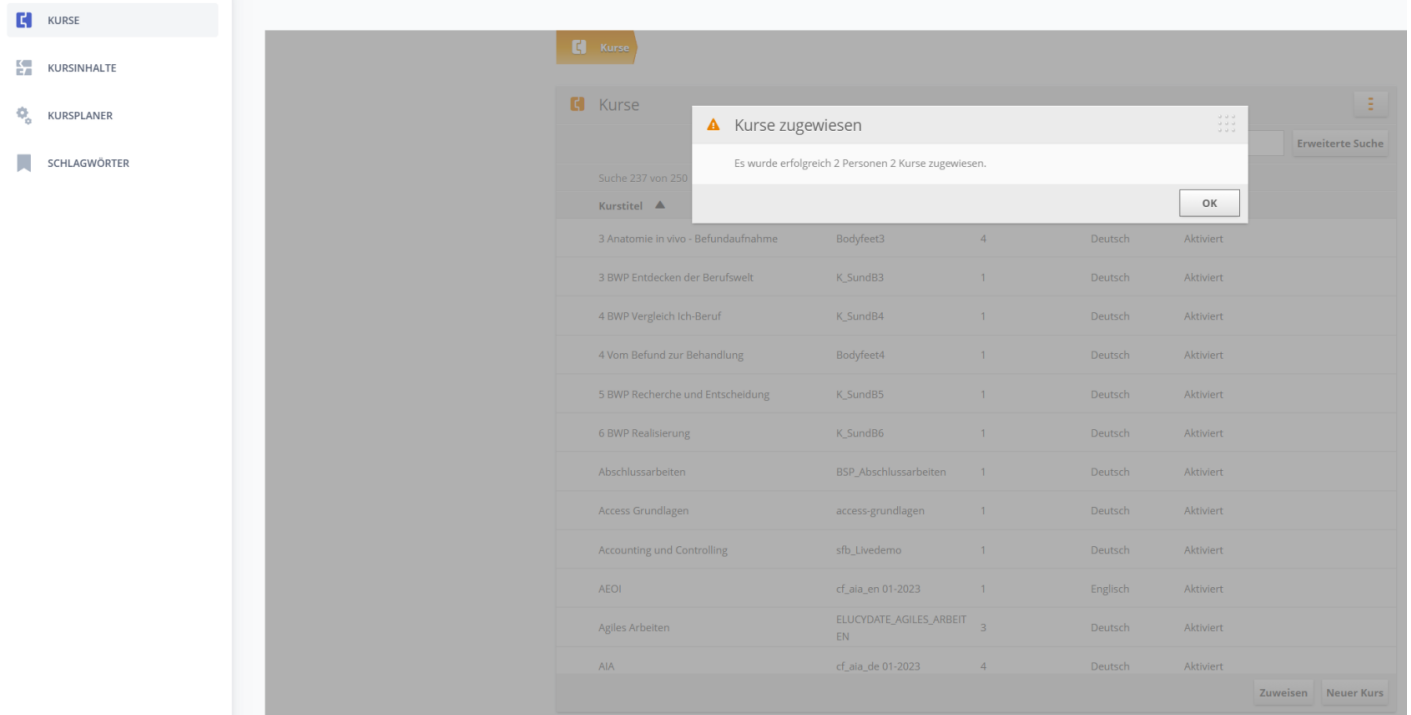 KURSE
KURSINHALTE
KURSPLANER
SCHLAGWÖRTER
Kurse
Kurse
Kurse zugewiesen
Es wurde erfolgreich 2 Personen 2 Kurse zugewiesen.
OK
Erweiterte Suche
Suche 237 von 250
Kurstitel
3 Anatomie in vivo - Befundaufnahme Bodyfeet3 4 Deutsch Aktiviert
3 BWP Entdecken der Berufswelt K_SundB3 1 Deutsch Aktiviert
4 BWP Vergleich Ich-Beruf K_SundB4 1 Deutsch Aktiviert
4 Vom Befund zur Behandlung Bodyfeet4 1 Deutsch Aktiviert
5 BWP Recherche und Entscheidung K_SundB5 1 Deutsch Aktiviert
6 BWP Realisierung K_SundB6 1 Deutsch Aktiviert
Abschlussarbeiten BSP_Abschlussarbeiten 1 Deutsch Aktiviert
Access Grundlagen access-grundlagen 1 Deutsch Aktiviert
Accounting und Controlling sfb_Livedemo 1 Deutsch Aktiviert
AEOI cf_aia_en 01-2023 1 Englisch Aktiviert
Agiles Arbeiten ELUCYDATE_AGILES_ARBEIT 3 Deutsch Aktiviert
EN
AIA cf_aia_de 01-2023 4 Deutsch Aktiviert
Zuweisen Neuer Kurs